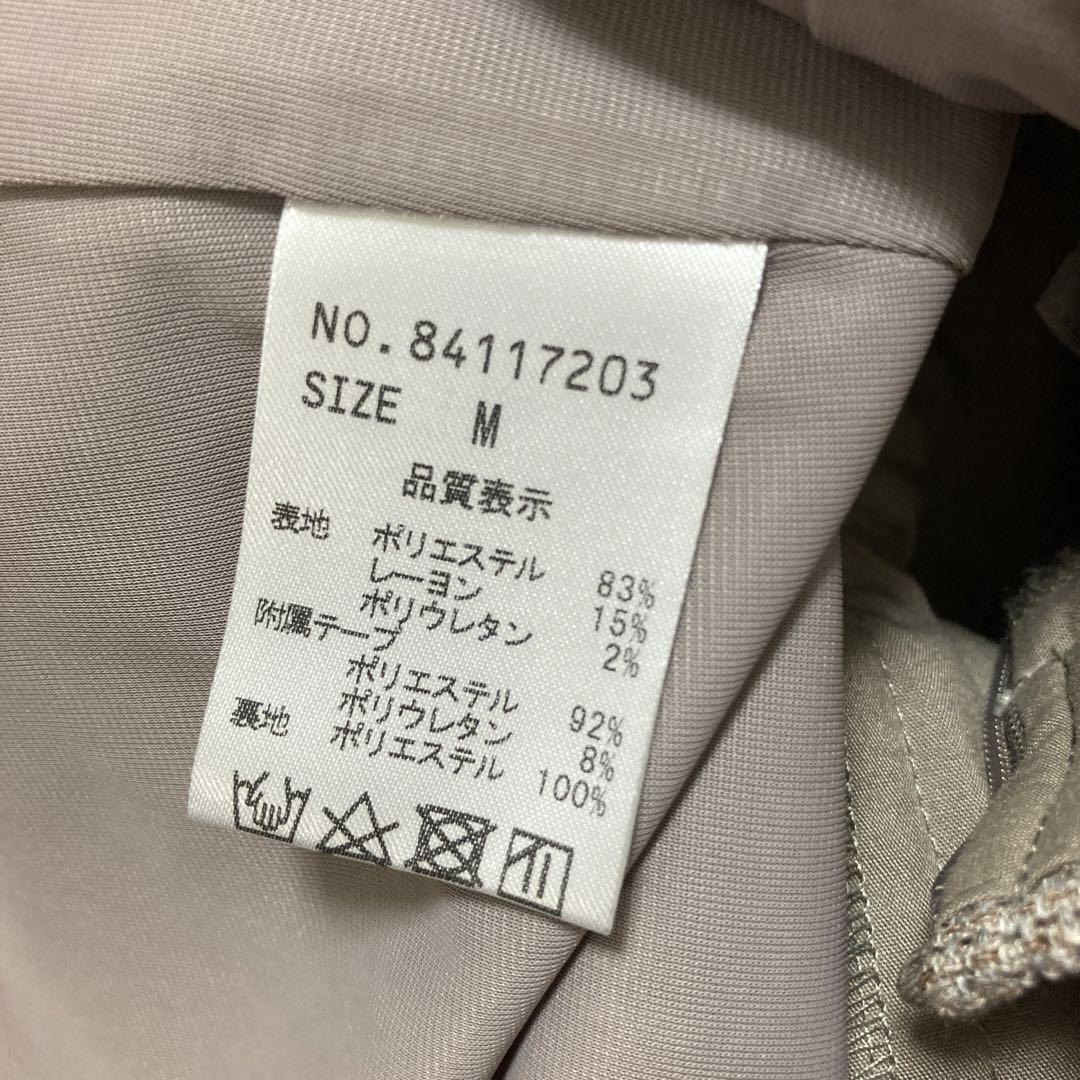 NO.84117203
SIZE M
品質表示
表地 ポリエステル 83%
レーヨン 15%
ポリウレタン 2%
附属テープ
ポリエステル 92%
ポリウレタン 8%
裏地 ポリエステル 100%